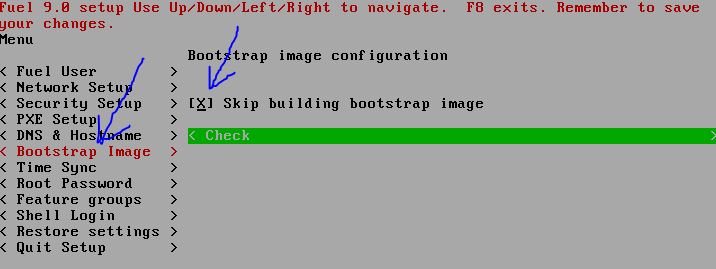 Fuel 9.0 setup Use Up/Down/Left/Right to navigate.  F8 exits.  Remember to save
your changes.
Menu
Bootstrap image configuration
< Fuel User >
< Network Setup >
< Security Setup > [X] Skip building bootstrap image
< PXE Setup >
< DNS & Hostname > < Check >
< Bootstrap Image >
< Time Sync >
< Root Password >
< Feature groups >
< Shell Login >
< Restore settings >
< Quit Setup >